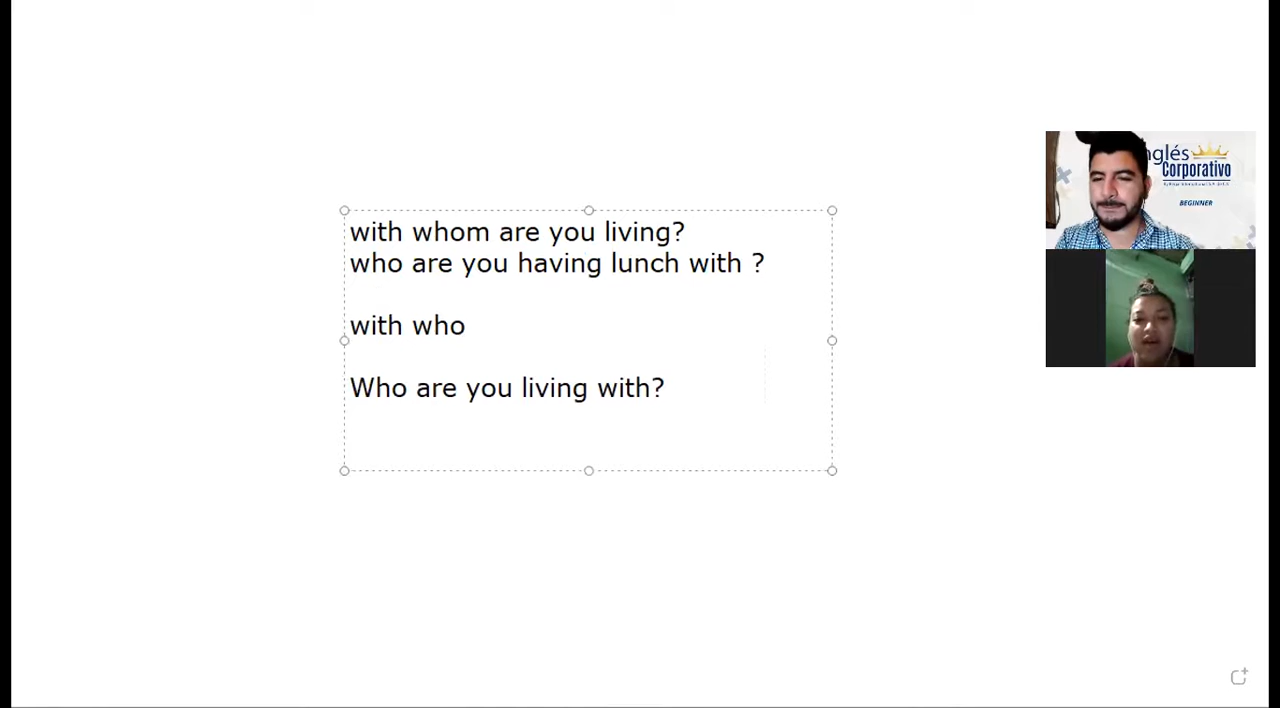 with whom are you living?
who are you having lunch with ?
with who
Who are you living with?
nglés
Corporativo
BEGINNER